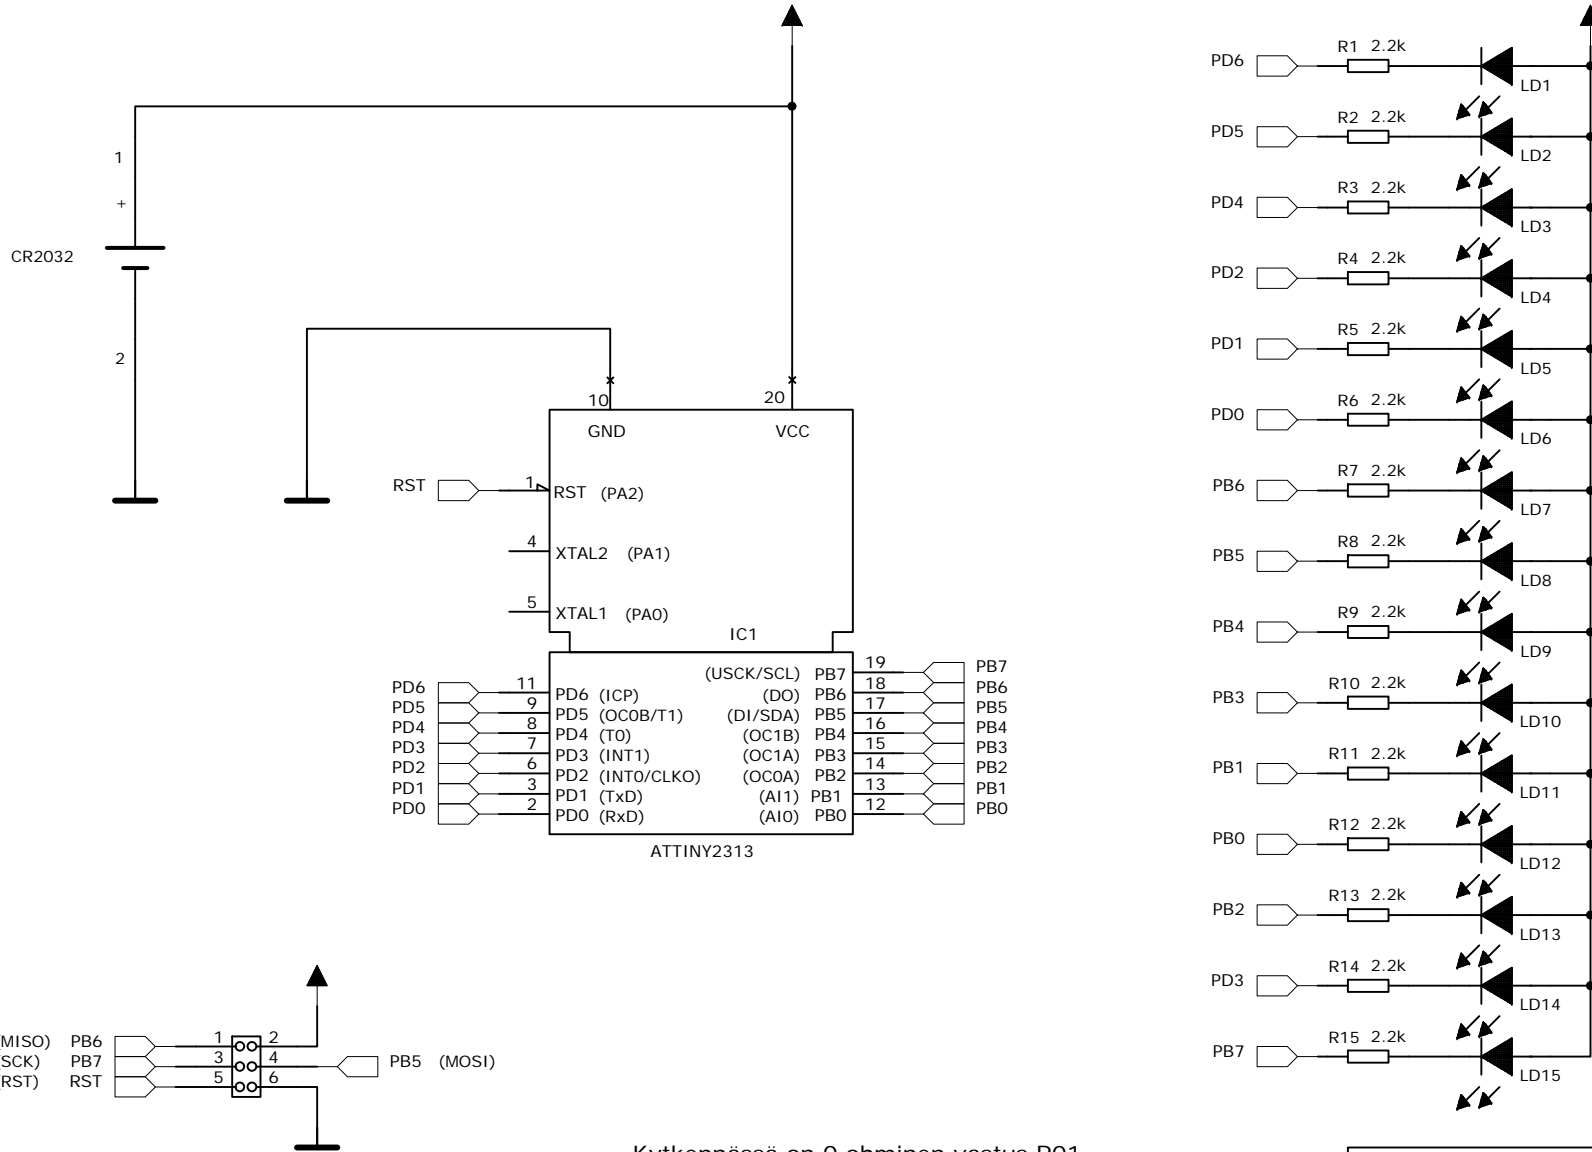 1
+
CR2032
2
10
20
GND
VCC
RST
1
RST (PA2)
4
XTAL2 (PA1)
5
XTAL1 (PA0)
IC1
PD6
11
PD6 (ICP)
PD5
9
PD5 (OC0B/T1)
PD4
8
PD4 (T0)
PD3
7
PD3 (INT1)
PD2
6
PD2 (INT0/CLKO)
PD1
3
PD1 (TxD)
PD0
2
PD0 (RxD)
(USCK/SCL) PB7
19
PB7
(DO) PB6
18
PB6
(DI/SDA) PB5
17
PB5
(OC1B) PB4
16
PB4
(OC1A) PB3
15
PB3
(OC0A) PB2
14
PB2
(AI1) PB1
13
PB1
(AI0) PB0
12
PB0
ATTINY2313
MISO) PB6
1
2
SCK) PB7
3
4
PB5 (MOSI)
RST) RST
5
6
PD6
R1 2.2k
LD1
PD5
R2 2.2k
LD2
PD4
R3 2.2k
LD3
PD2
R4 2.2k
LD4
PD1
R5 2.2k
LD5
PD0
R6 2.2k
LD6
PB6
R7 2.2k
LD7
PB5
R8 2.2k
LD8
PB4
R9 2.2k
LD9
PB3
R10 2.2k
LD10
PB1
R11 2.2k
LD11
PB0
R12 2.2k
LD12
PB2
R13 2.2k
LD13
PD3
R14 2.2k
LD14
PB7
R15 2.2k
LD15
Kytkennässä on 0-ohminen vastus R01